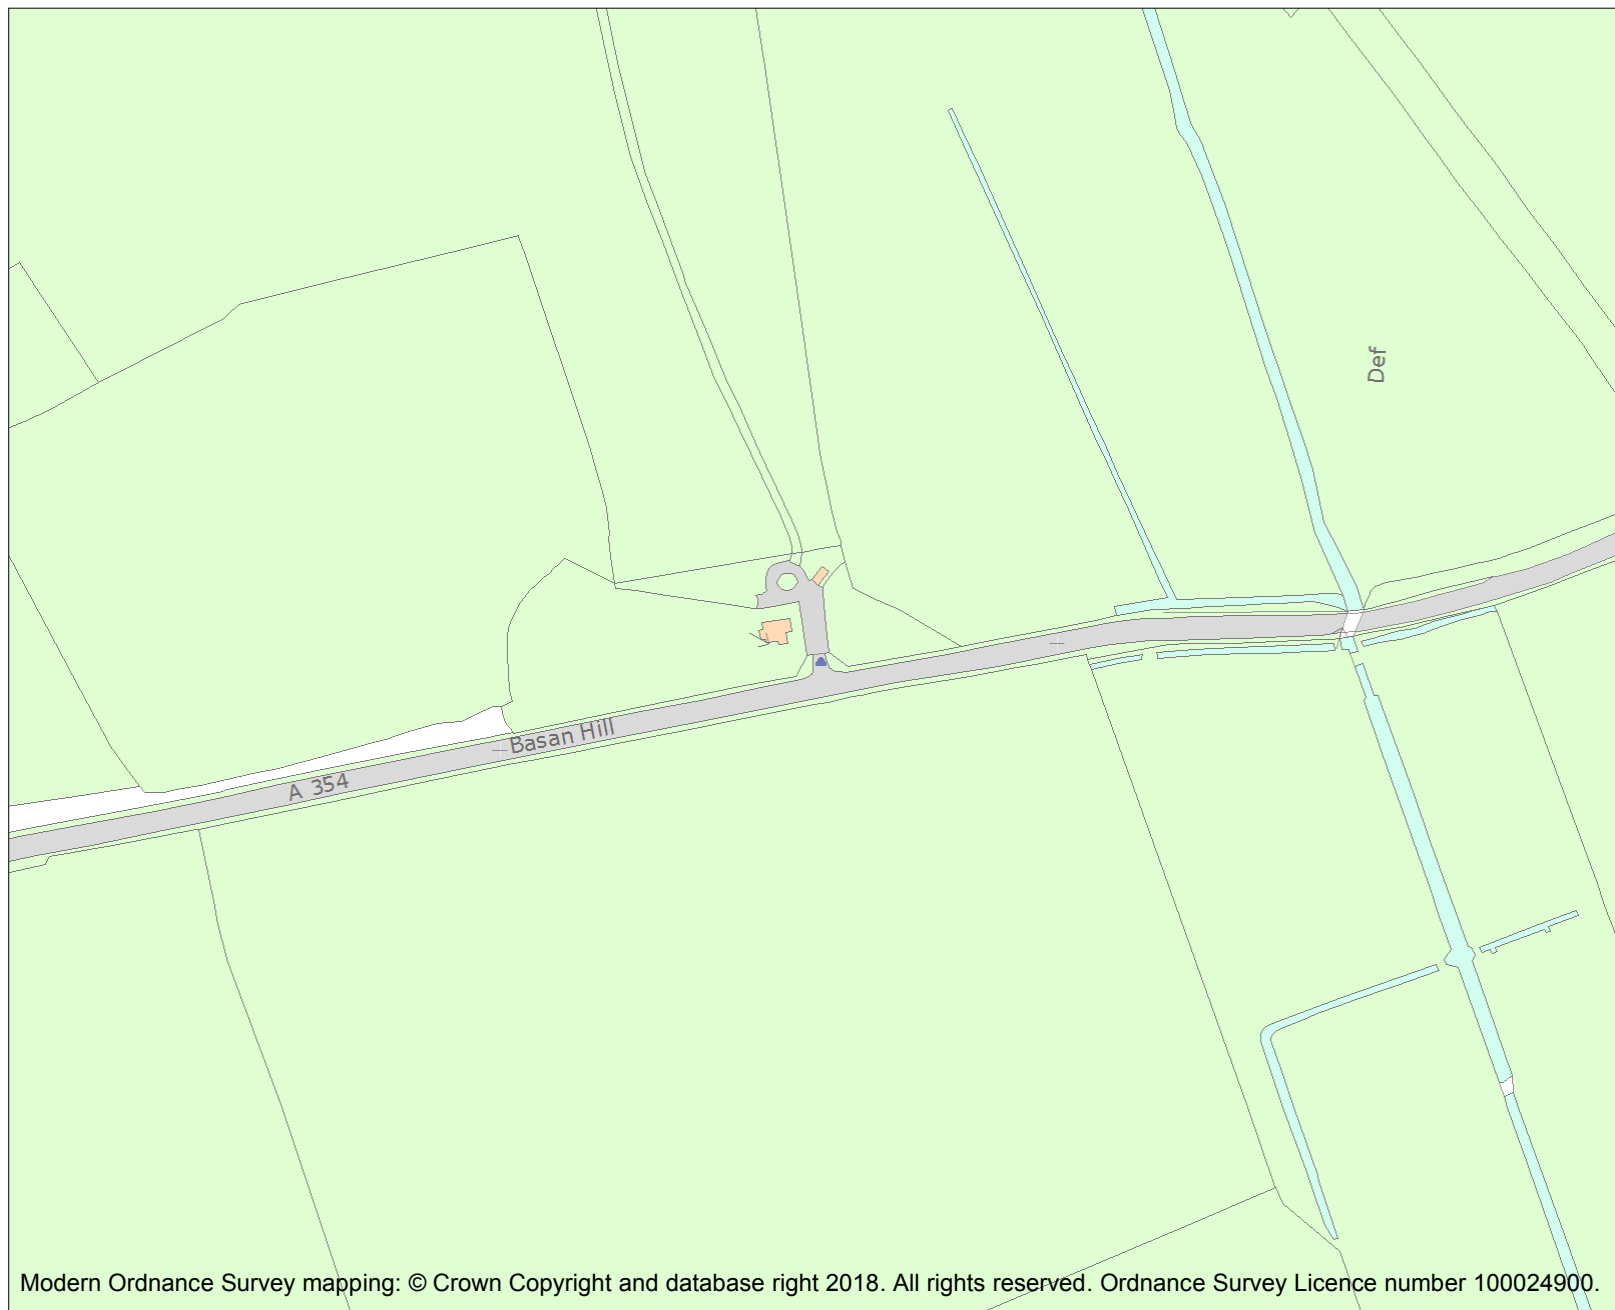 Def
Basan Hill
A 354
Modern Ordnance Survey mapping: © Crown Copyright and database right 2018. All rights reserved. Ordnance Survey Licence number 100024900.